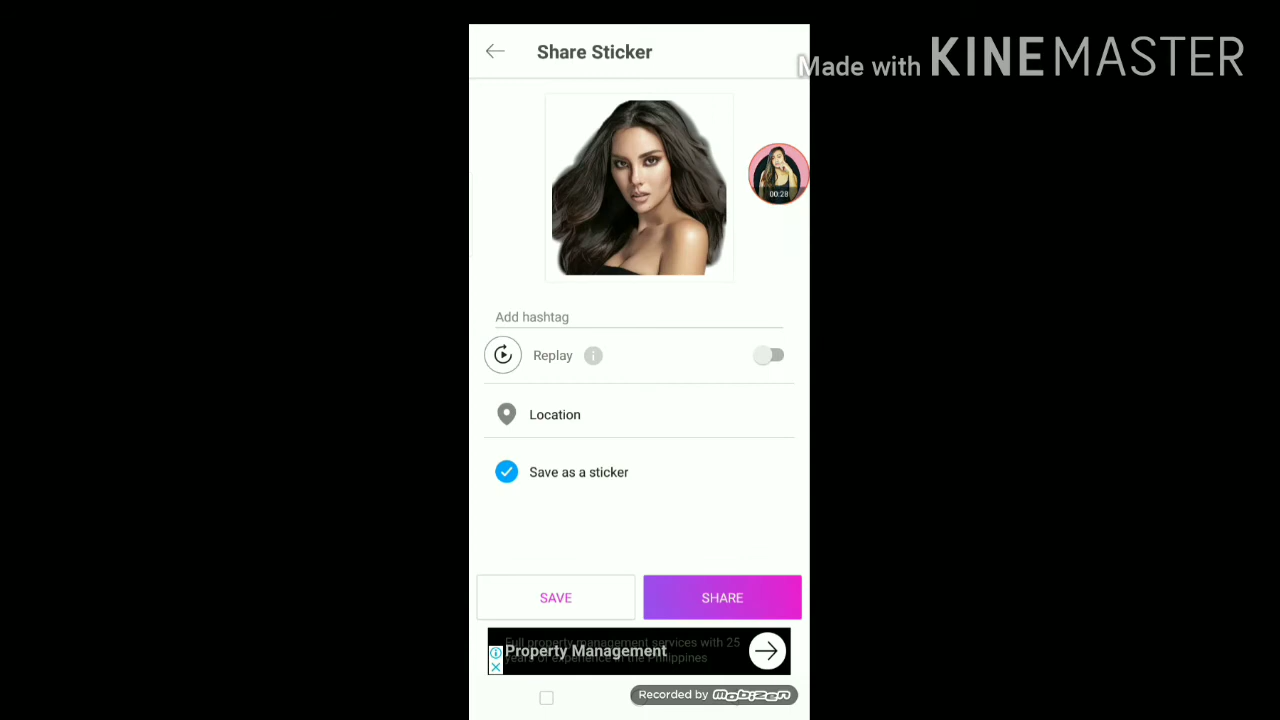 Share Sticker
Made with KINEMASTER
00:28
Add hashtag
Replay
Location
Save as a sticker
SAVE
SHARE
Full property management services with 25
Property Management
years of experience in the Philippines
Recorded by mobizen